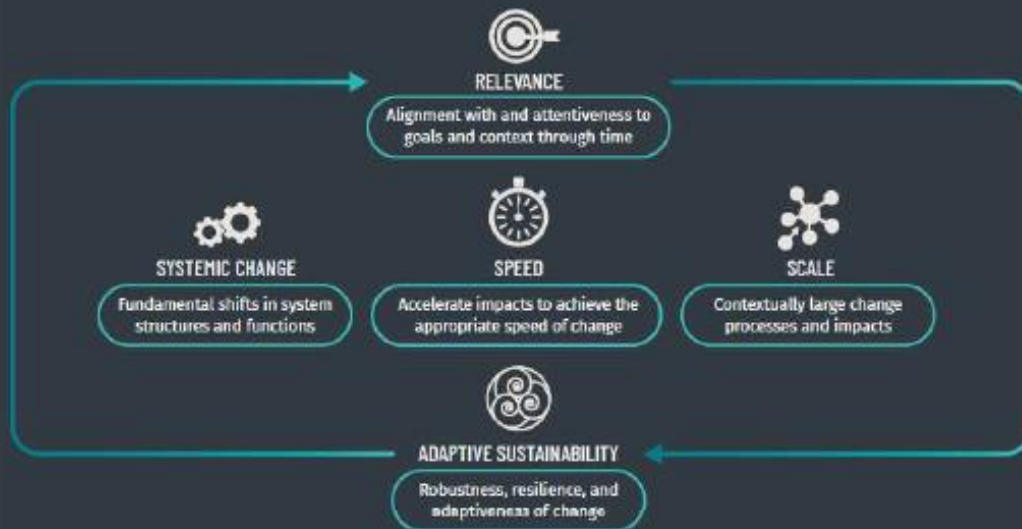 RELEVANCE
Alignment with and attentiveness to
goals and context through time
SYSTEMIC CHANGE
Fundamental shifts in system
structures and functions
SPEED
Accelerate impacts to achieve the
appropriate speed of change
SCALE
Contextually large change
processes and impacts
ADAPTIVE SUSTAINABILITY
Robustness, resilience, and
adaptiveness of change